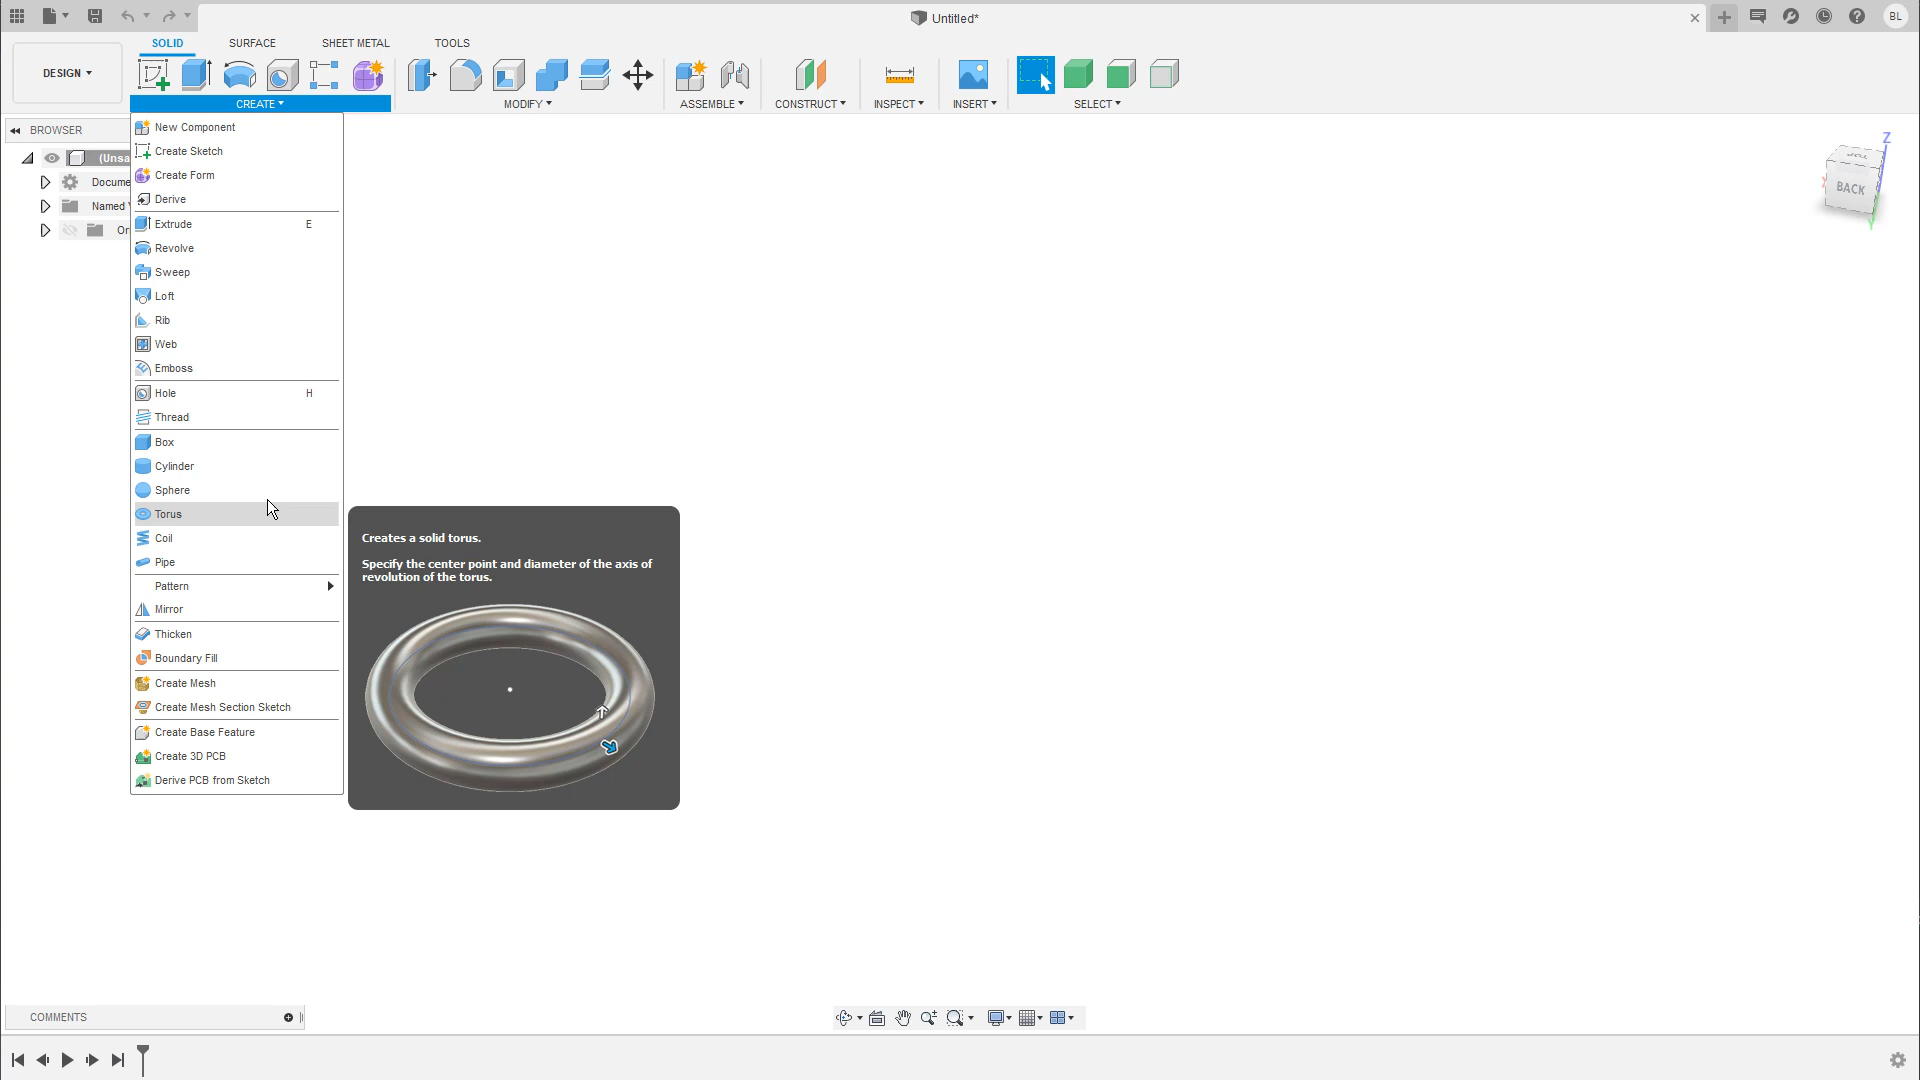 Untitled*
BL
DESIGN
SOLID
SURFACE
SHEET METAL
TOOLS
CREATE
MODIFY
ASSEMBLE
CONSTRUCT
INSPECT
INSERT
SELECT
BROWSER
(Unsa
Docume
Named
Or
New Component
Create Sketch
Create Form
Derive
Extrude E
Revolve
Sweep
Loft
Rib
Web
Emboss
Hole H
Thread
Box
Cylinder
Sphere
Torus
Coil
Pipe
Pattern
Mirror
Thicken
Boundary Fill
Create Mesh
Create Mesh Section Sketch
Create Base Feature
Create 3D PCB
Derive PCB from Sketch
Creates a solid torus.
Specify the center point and diameter of the axis of
revolution of the torus.
Z
TOP
X
BACK
Y
COMMENTS